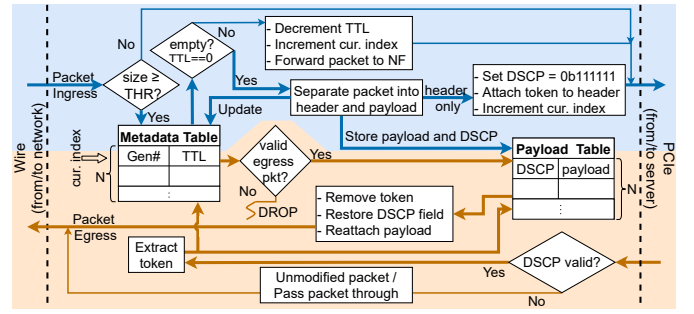 Wire
(from/to network)
PCIe
(from/to server)
Packet
Ingress
size ≥
THR?
No
Yes
empty?
TTL==0
No
Yes
- Decrement TTL
- Increment cur. index
- Forward packet to NF
Separate packet into
header and payload
header
only
- Set DSCP = 0b111111
- Attach token to header
- Increment cur. index
Update
Store payload and DSCP
cur. index
Metadata Table
Gen#
TTL
N
⋮
valid
egress
pkt?
Yes
No
DROP
Payload Table
DSCP
payload
N
⋮
- Remove token
- Restore DSCP field
- Reattach payload
Packet
Egress
Extract
token
DSCP valid?
Yes
No
Unmodified packet /
Pass packet through